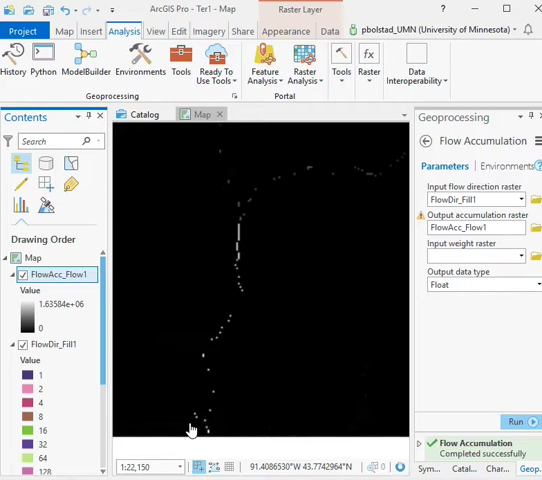 ArcGIS Pro - Ter1 - Map
Raster Layer
?
Project
Map
Insert
Analysis
View
Edit
Imagery
Share
Appearance
Data
pbolstad_UMN (University of Minnesota)
History
Python
ModelBuilder
Environments
Tools
Ready To Use Tools
Feature Analysis
Raster Analysis
Tools
fx
Raster
Data Interoperability
Geoprocessing
Portal
Contents
Search
Drawing Order
Map
FlowAcc_Flow1
Value
1.63584e+06
0
FlowDir_Fill1
Value
1
2
4
8
16
32
64
128
Catalog
Map
1:22,150
91.4086530°W 43.7742964°N
0
Geoprocessing
Flow Accumulation
Parameters
Environments
?
Input flow direction raster
FlowDir_Fill1
Output accumulation raster
FlowAcc_Flow1
Input weight raster
Output data type
Float
Run
Flow Accumulation
Completed successfully
Sym...
Catal...
Char...
Geop...